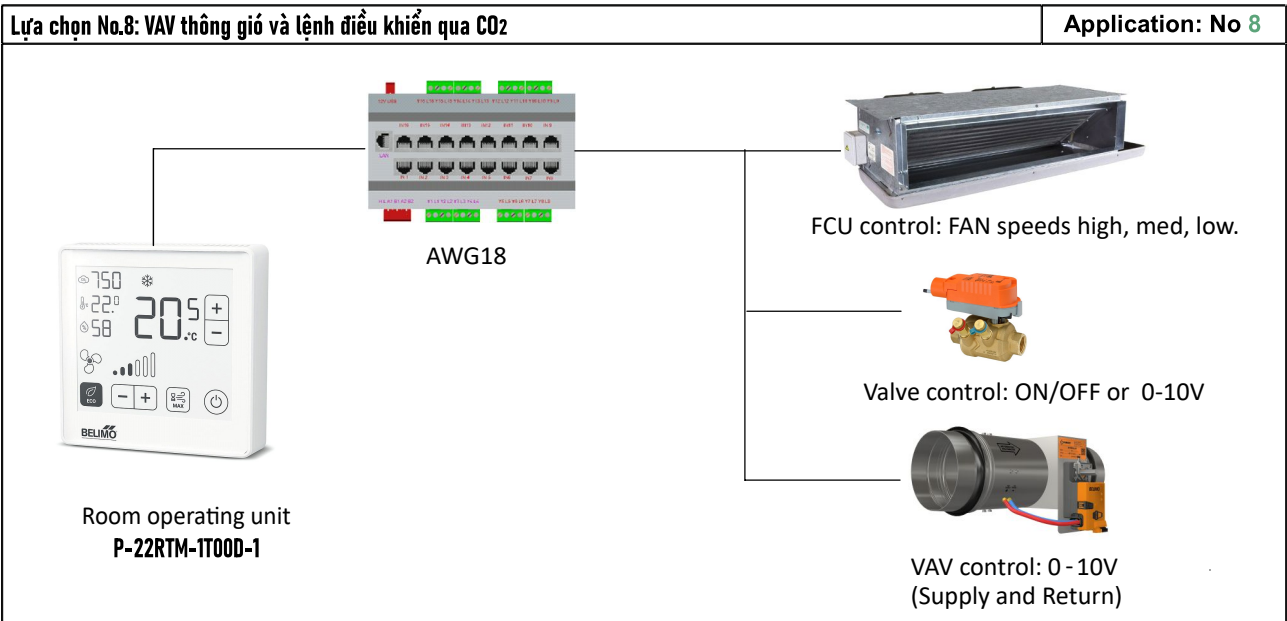 Lựa chọn No.8: VAV thông gió và lệnh điều khiển qua CO2
Application: No 8
LAN
AWG18
FCU control: FAN speeds high, med, low.
750
22.0
58
20.5
°C
+
−
ECO
− +
MAX
BELIMO
Valve control: ON/OFF or 0-10V
Room operating unit
P-22RTM-1T00D-1
VAV control: 0-10V
(Supply and Return)